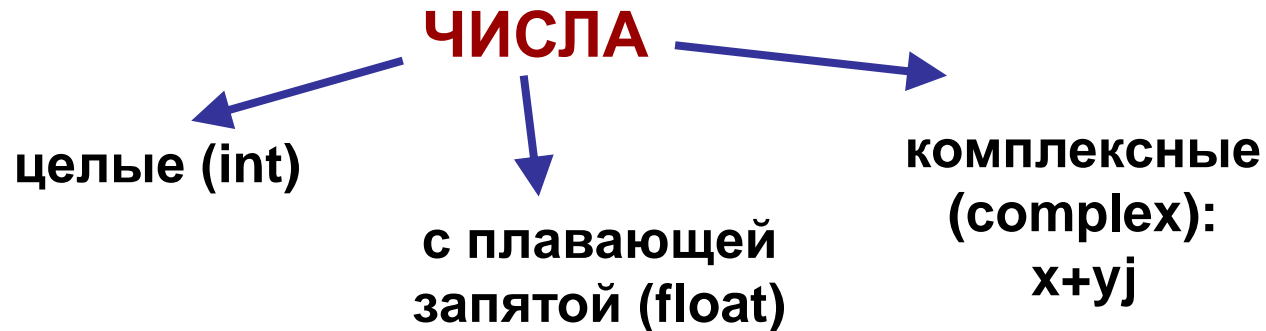 ЧИСЛА
целые (int)
с плавающей
запятой (float)
комплексные
(complex):
x+yj